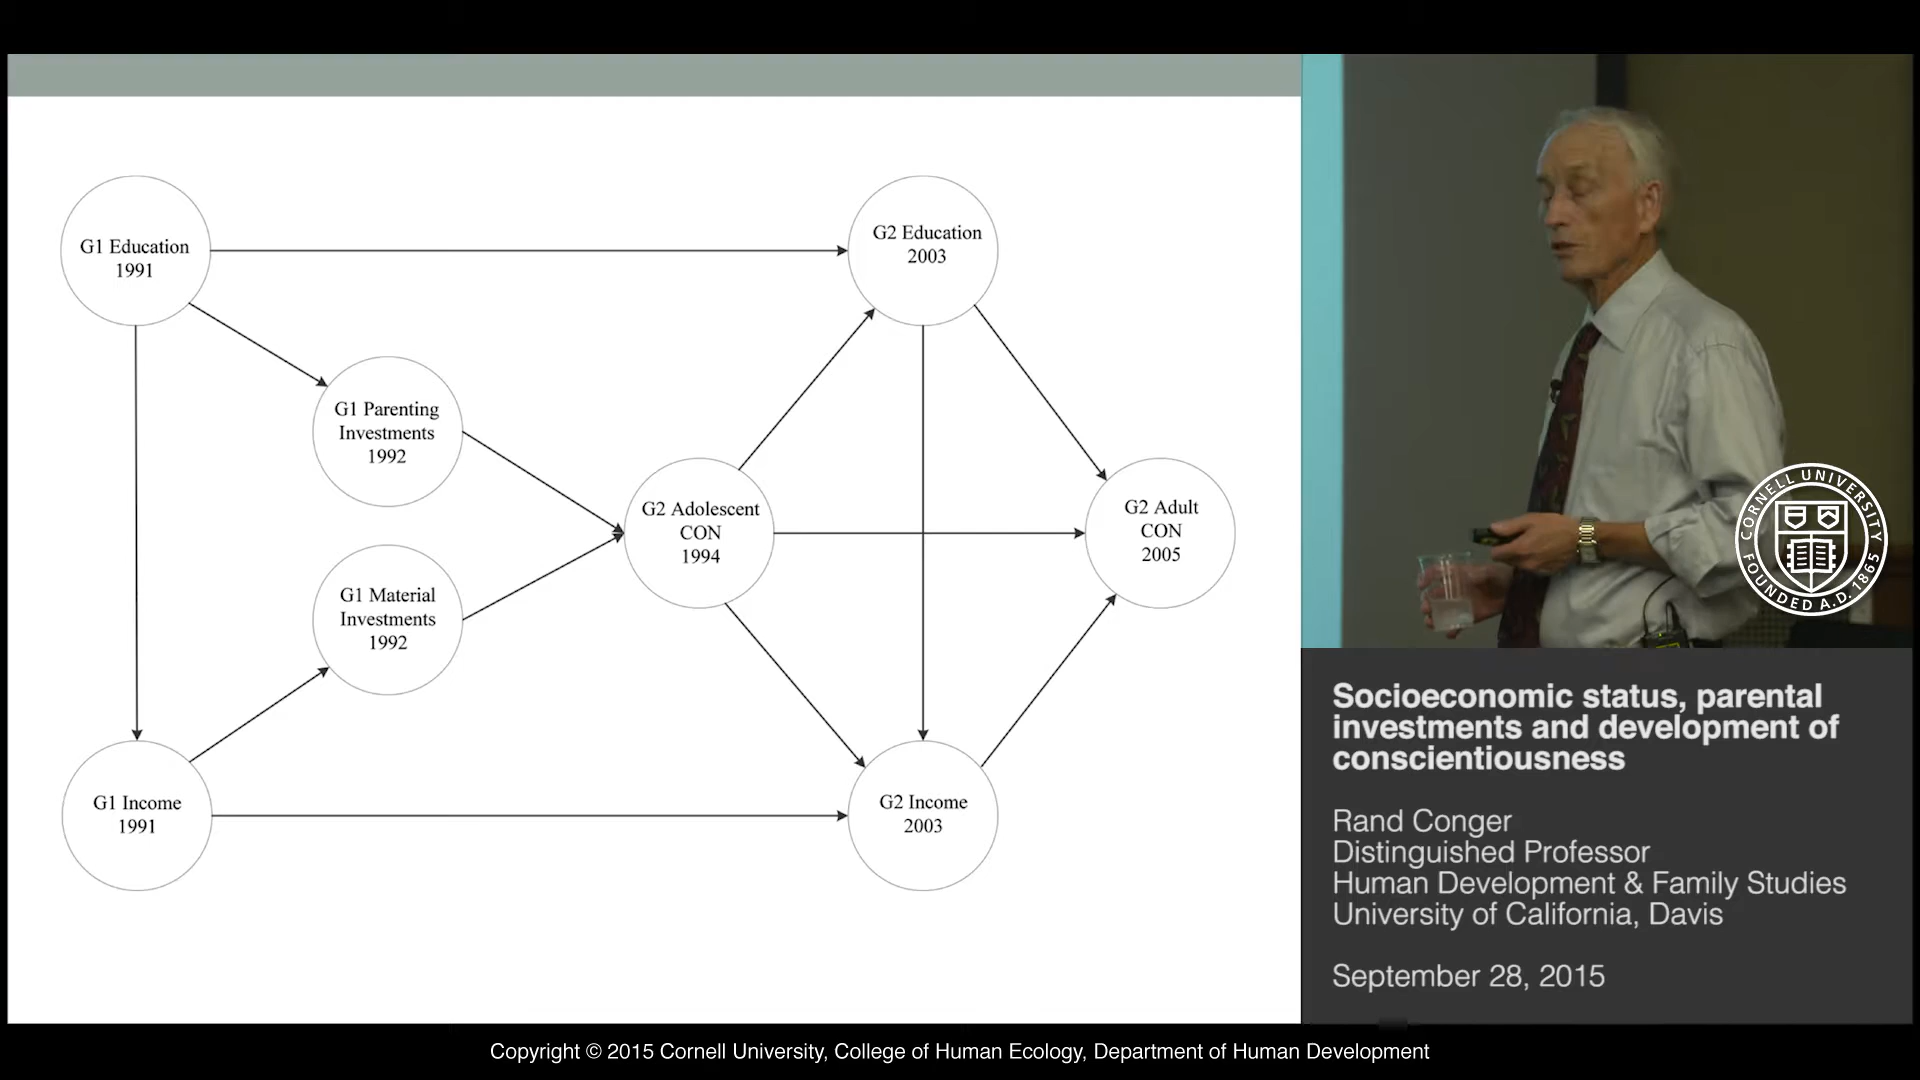 G1 Education
1991
G2 Education
2003
G1 Parenting
Investments
1992
G2 Adolescent
CON
1994
G2 Adult
CON
2005
G1 Material
Investments
1992
G1 Income
1991
G2 Income
2003
CORNELL UNIVERSITY
FOUNDED A.D. 1865
Socioeconomic status, parental
investments and development of
conscientiousness
Rand Conger
Distinguished Professor
Human Development & Family Studies
University of California, Davis
September 28, 2015
Copyright © 2015 Cornell University, College of Human Ecology, Department of Human Development